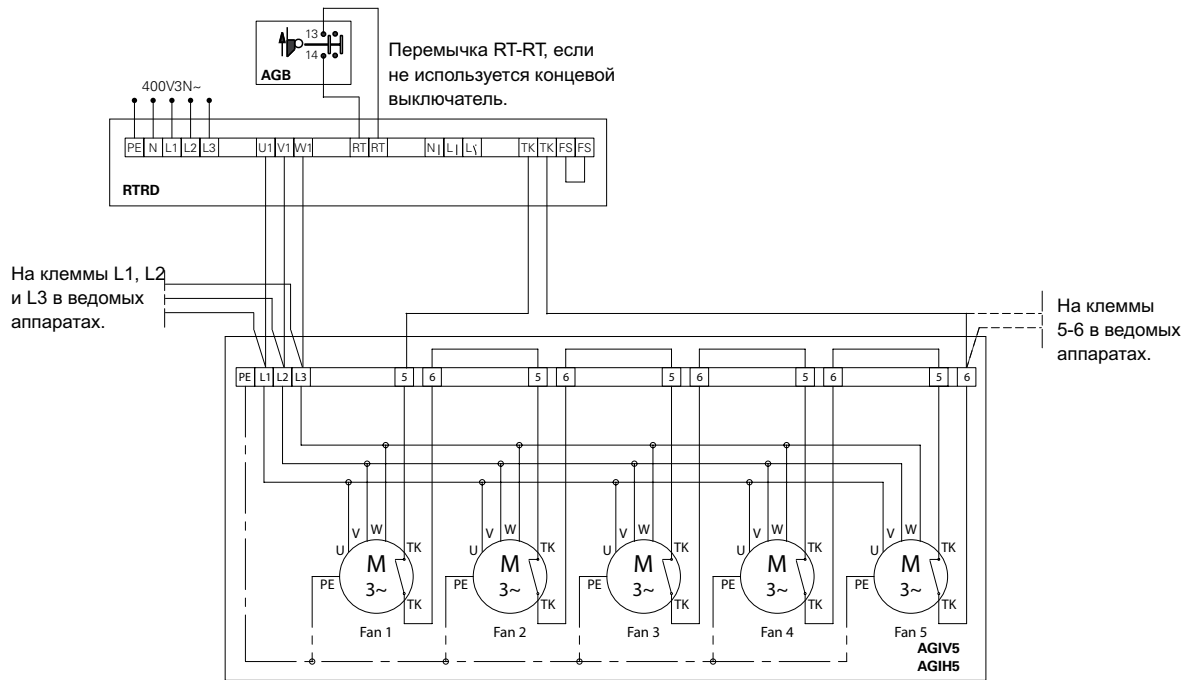 13
14
AGB
Перемычка RT-RT, если
не используется концевой
выключатель.
400V3N~
PE N L1 L2 L3 U1 V1 W1 RT RT N L L TK TK FS FS
RTRD
На клеммы L1, L2
и L3 в ведомых
аппаратах.
На клеммы
5-6 в ведомых
аппаратах.
PE L1 L2 L3 5 6 5 6 5 6 5 6 5 6
U V W TK U V W TK U V W TK U V W TK U V W TK
PE M 3~ TK PE M 3~ TK PE M 3~ TK PE M 3~ TK PE M 3~ TK
Fan 1 Fan 2 Fan 3 Fan 4 Fan 5
AGIV5
AGIH5